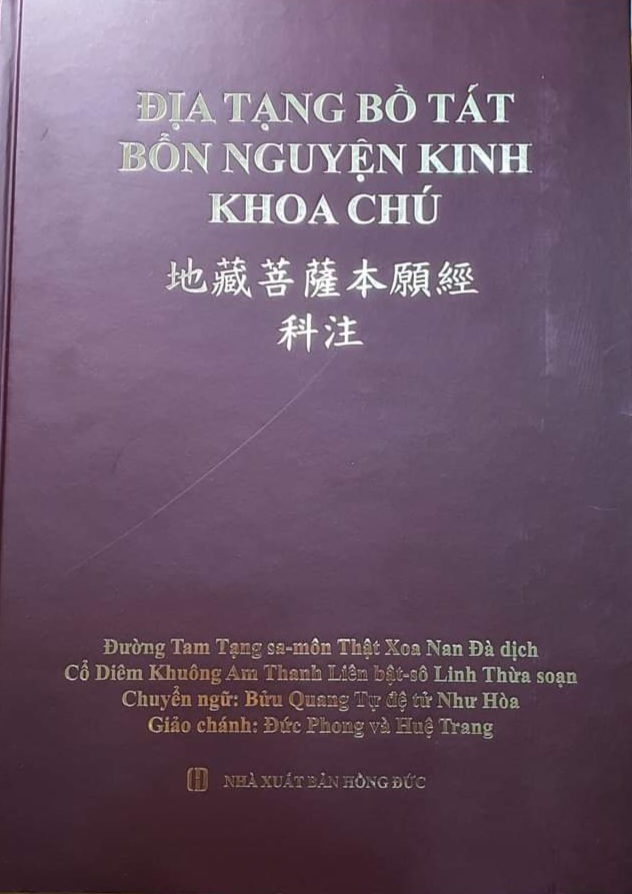 ĐỊA TẠNG BỒ TÁT
BỔN NGUYỆN KINH
KHOA CHÚ
地藏菩薩本願經
科注
Đường Tam Tạng sa-môn Thật Xoa Nan Đà dịch
Cổ Diêm Khuông Am Thanh Liên bật-sô Linh Thừa soạn
Chuyển ngữ: Bửu Quang Tự đệ tử Như Hòa
Giảo chánh: Đức Phong và Huệ Trang
NHÀ XUẤT BẢN HỒNG ĐỨC